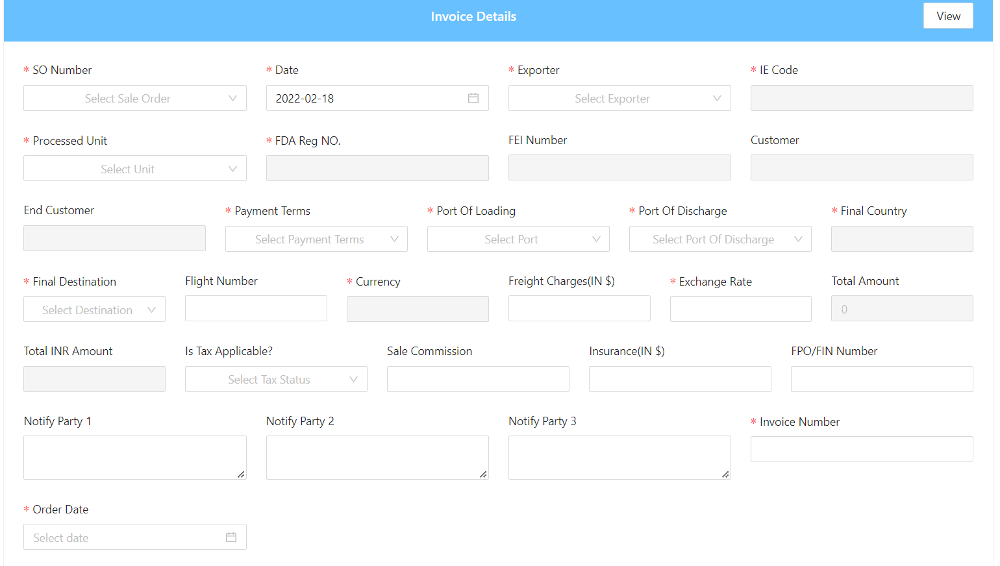 Invoice Details
View
* SO Number
* Date
* Exporter
* IE Code
Select Sale Order
2022-02-18
Select Exporter
* Processed Unit
* FDA Reg NO.
FEI Number
Customer
Select Unit
End Customer
* Payment Terms
* Port Of Loading
* Port Of Discharge
* Final Country
Select Payment Terms
Select Port
Select Port Of Discharge
* Final Destination
Flight Number
* Currency
Freight Charges(IN $)
* Exchange Rate
Total Amount
Select Destination
0
Total INR Amount
Is Tax Applicable?
Sale Commission
Insurance(IN $)
FPO/FIN Number
Select Tax Status
Notify Party 1
Notify Party 2
Notify Party 3
* Invoice Number
* Order Date
Select date